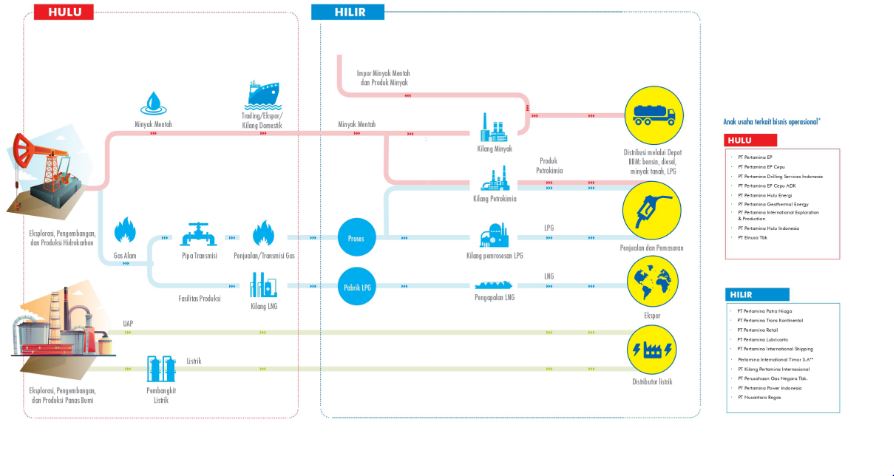 HULU
HILIR
Impor Minyak Mentah
dan Produk Minyak
Minyak Mentah
Trading/Ekspor/
Kilang Domestik
Minyak Mentah
Kilang Minyak
Distribusi melalui Depot
BBM: bensin, diesel,
minyak tanah, LPG
Produk
Petrokimia
Kilang Petrokimia
Eksplorasi, Pengembangan,
dan Produksi Hidrokarbon
Gas Alam
Pipa Transmisi
Penjualan/Transmisi Gas
Proses
Kilang pemrosesan LPG
LPG
Penjualan dan Pemasaran
Fasilitas Produksi
Kilang LNG
Pabrik LPG
Pengapalan LNG
LNG
Ekspor
UAP
Listrik
Eksplorasi, Pengembangan,
dan Produksi Panas Bumi
Pembangkit
Listrik
Distributor listrik
Anak usaha terkait bisnis operasional*
HULU
PT Pertamina EP
PT Pertamina EP Cepu
PT Pertamina Drilling Services Indonesia
PT Pertamina EP Cepu ADK
PT Pertamina Hulu Energi
PT Pertamina Geothermal Energy
PT Pertamina International Exploration
& Production
PT Pertamina Hulu Indonesia
PT Elnusa Tbk
HILIR
PT Pertamina Patra Niaga
PT Pertamina Trans Kontinental
PT Pertamina Retail
PT Pertamina Lubricants
PT Pertamina International Shipping
Pertamina International Timor S.A**
PT Kilang Pertamina Internasional
PT Perusahaan Gas Negara Tbk.
PT Pertamina Power Indonesia
PT Nusantara Regas